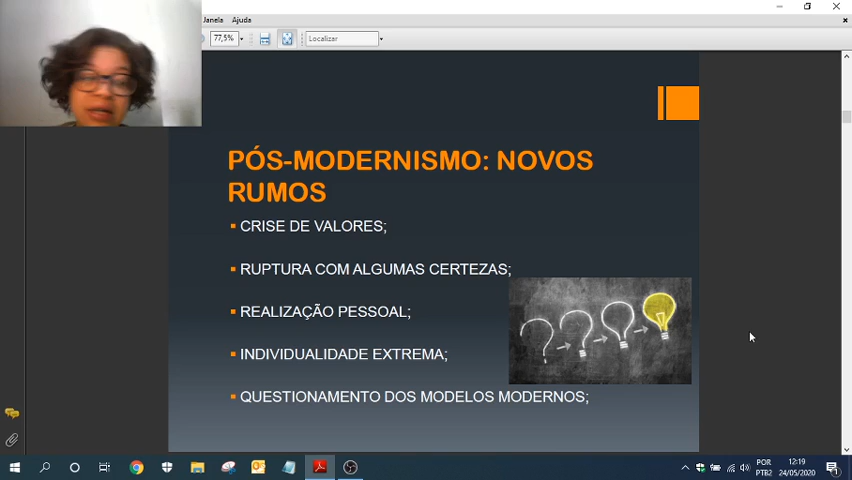 Janela Ajuda
77,5%
Localizar
PÓS-MODERNISMO: NOVOS
RUMOS
CRISE DE VALORES;
RUPTURA COM ALGUMAS CERTEZAS;
REALIZAÇÃO PESSOAL;
INDIVIDUALIDADE EXTREMA;
QUESTIONAMENTO DOS MODELOS MODERNOS;
POR 12:19
PTB2 24/05/2020
1